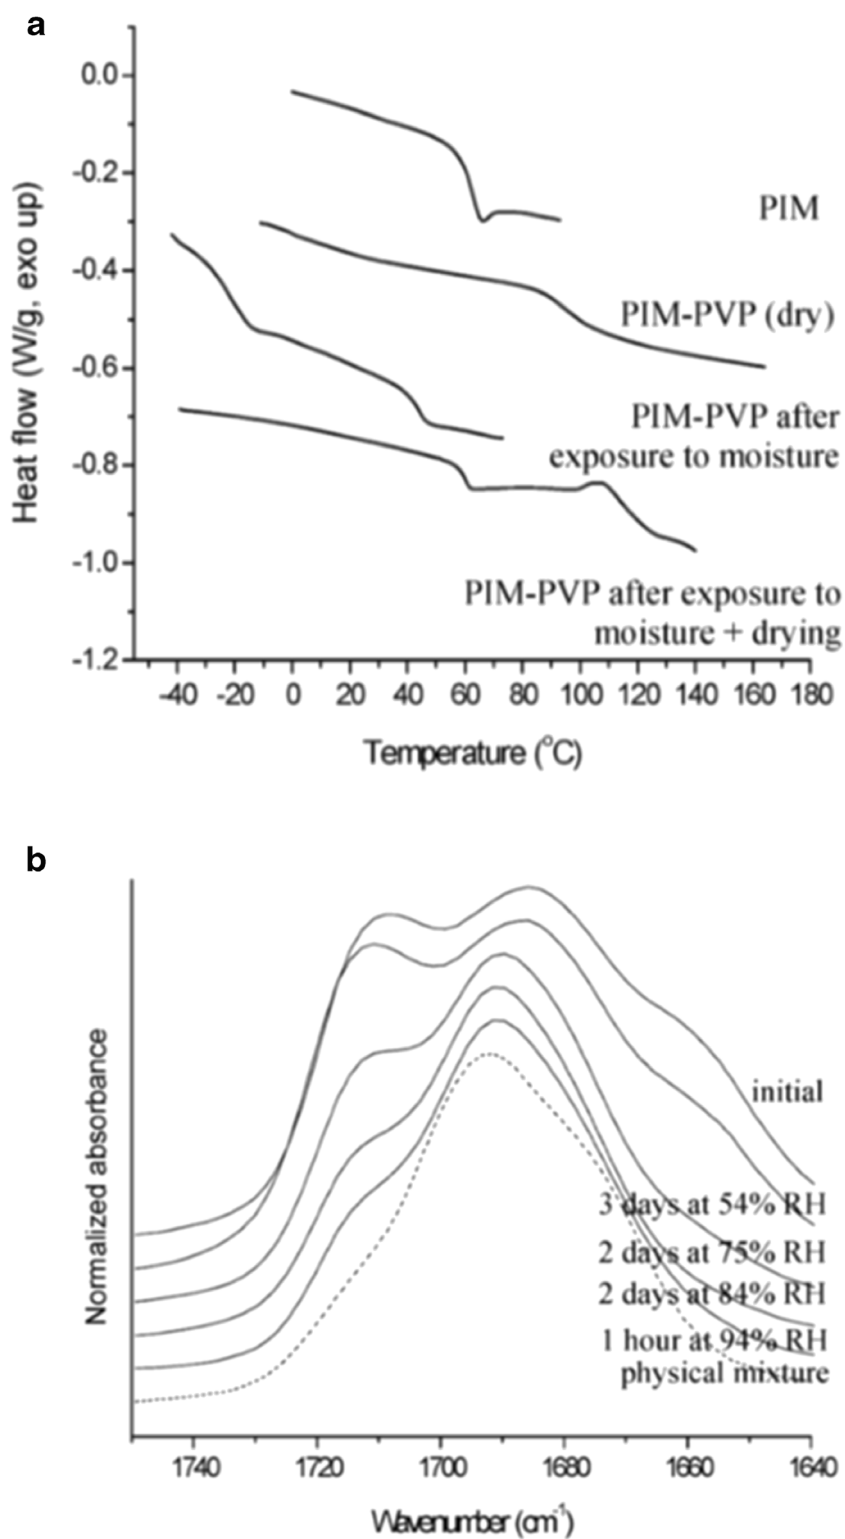 a
0.0
-0.2
-0.4
-0.6
-0.8
-1.0
-1.2
Heat flow (W/g, exo up)
PIM
PIM-PVP (dry)
PIM-PVP after
exposure to moisture
PIM-PVP after exposure to
moisture + drying
-40 -20 0 20 40 60 80 100 120 140 160 180
Temperature (°C)
b
Normalized absorbance
initial
3 days at 54% RH
2 days at 75% RH
2 days at 84% RH
1 hour at 94% RH
physical mixture
1740 1720 1700 1680 1660 1640
Wavenumber (cm-1)